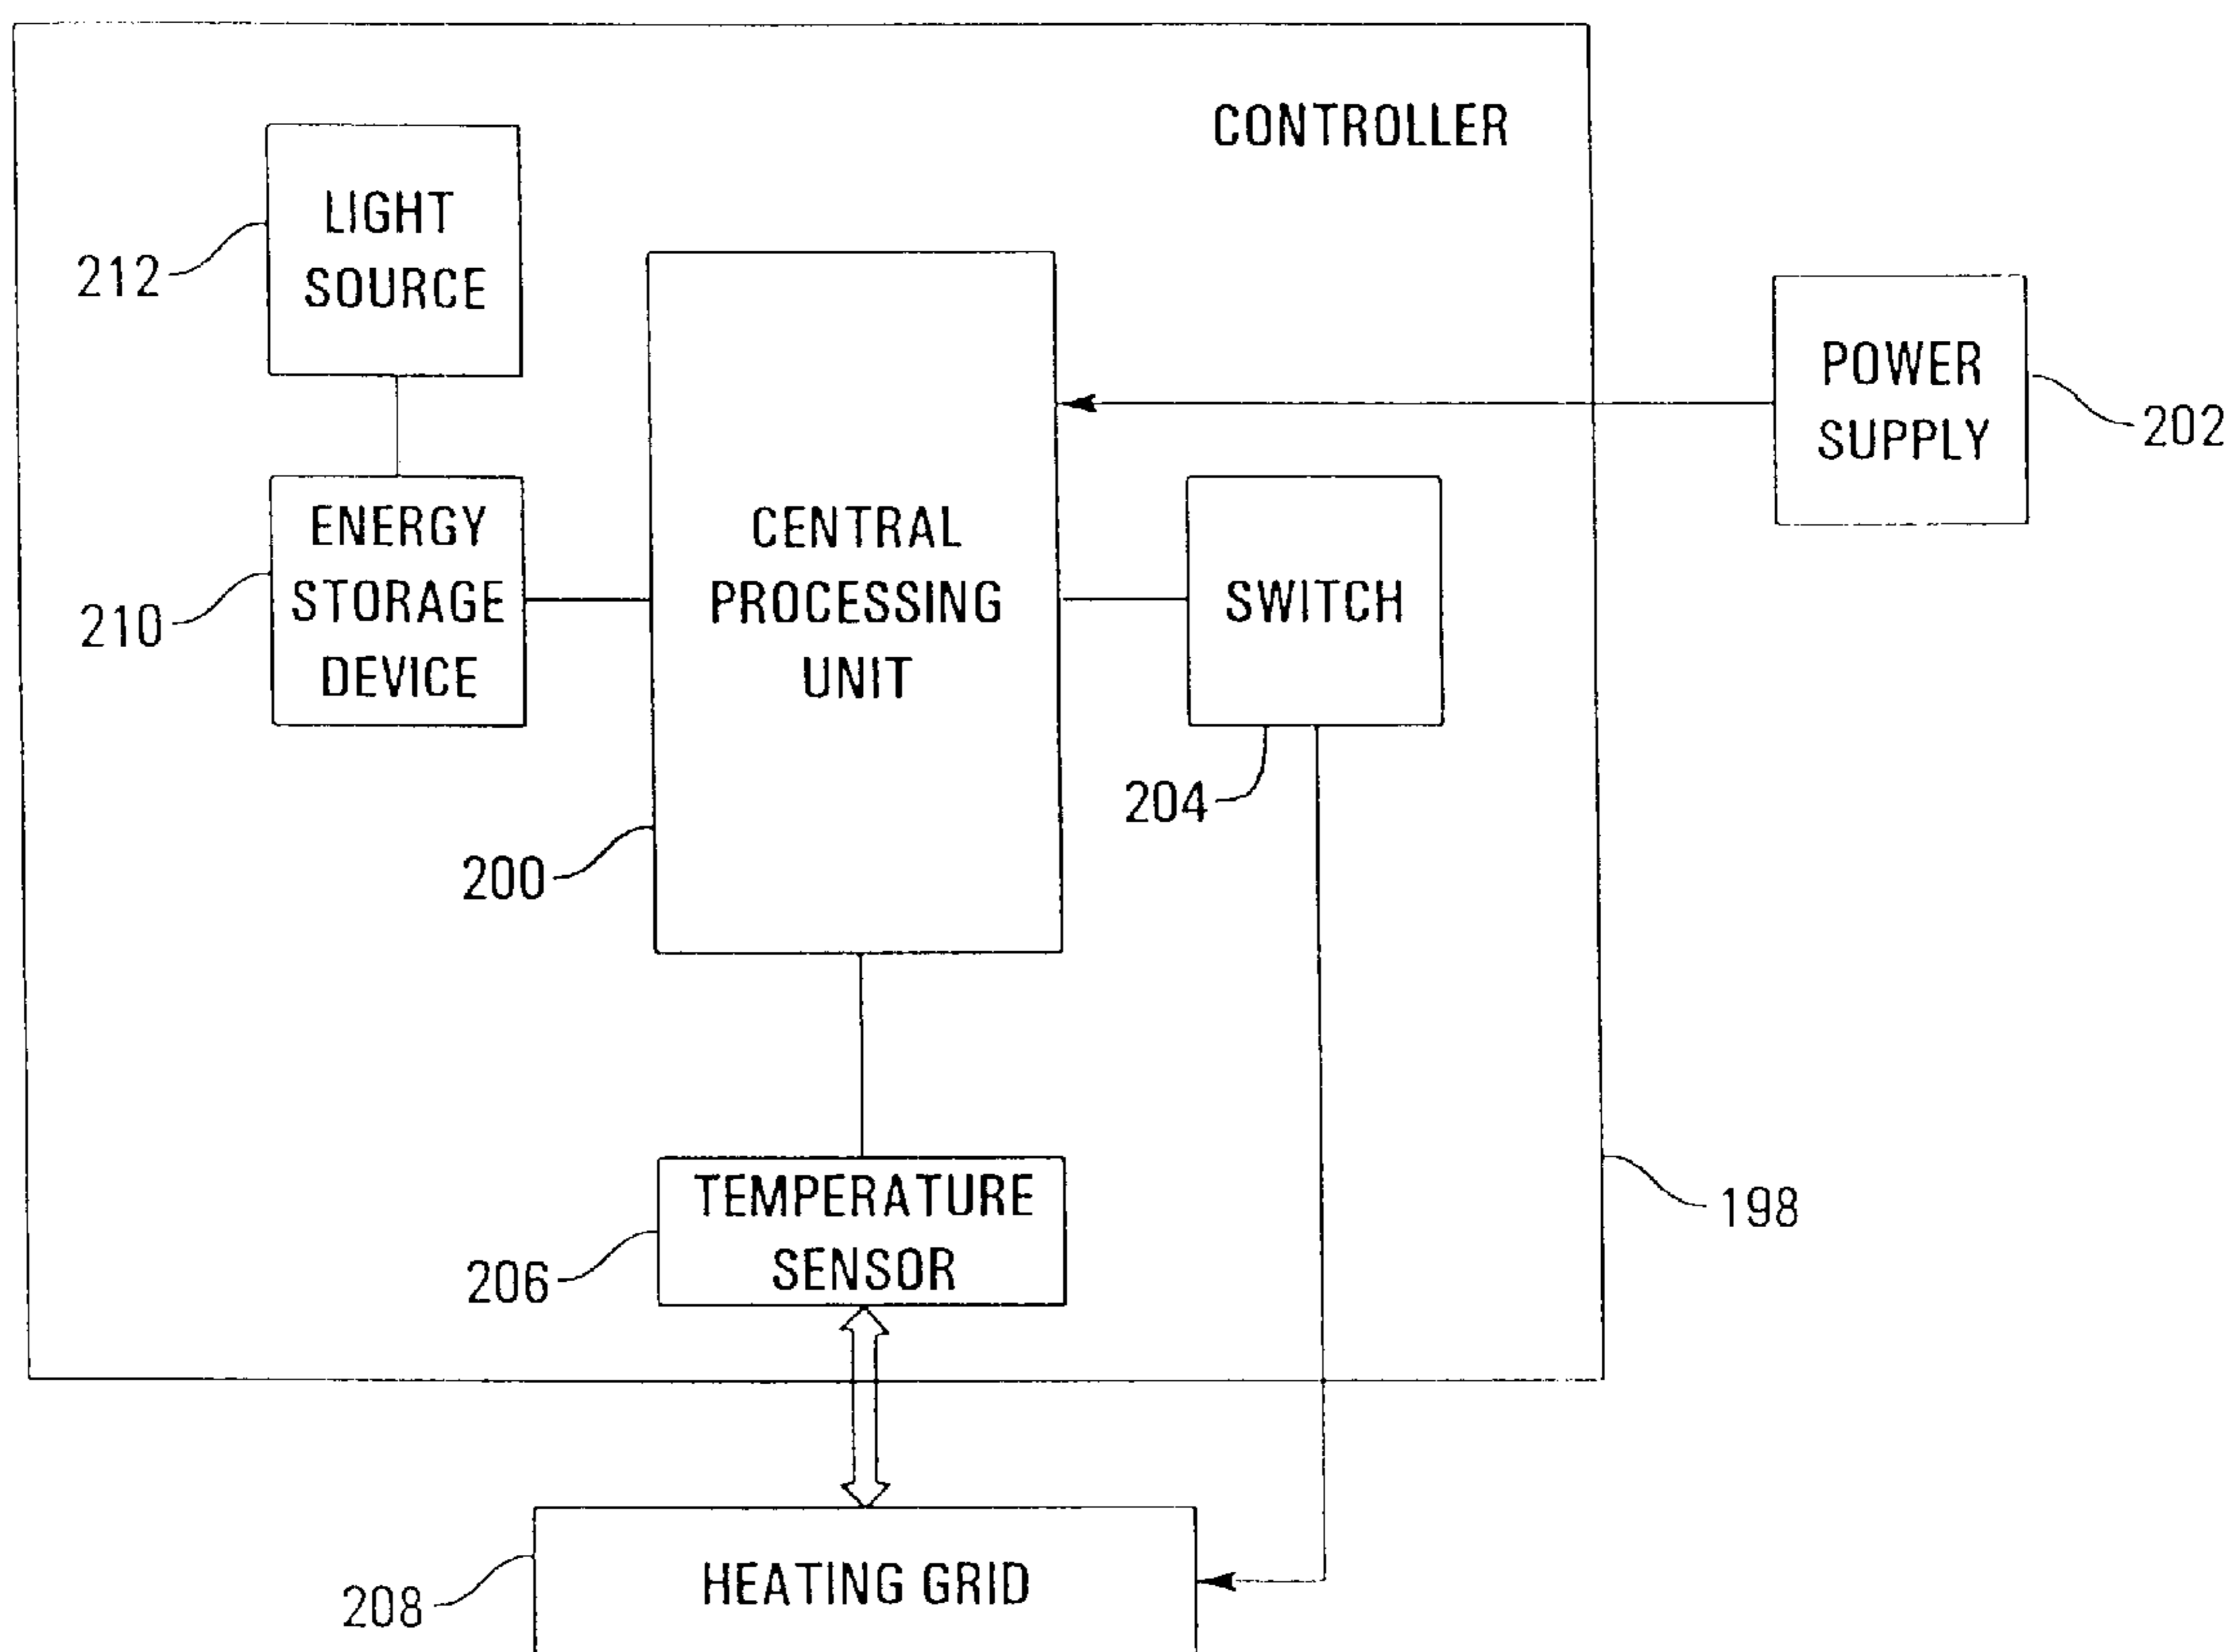 CONTROLLER
LIGHT
SOURCE
212
POWER
SUPPLY
202
ENERGY
STORAGE
DEVICE
210
CENTRAL
PROCESSING
UNIT
SWITCH
204
200
TEMPERATURE
SENSOR
206
198
HEATING GRID
208